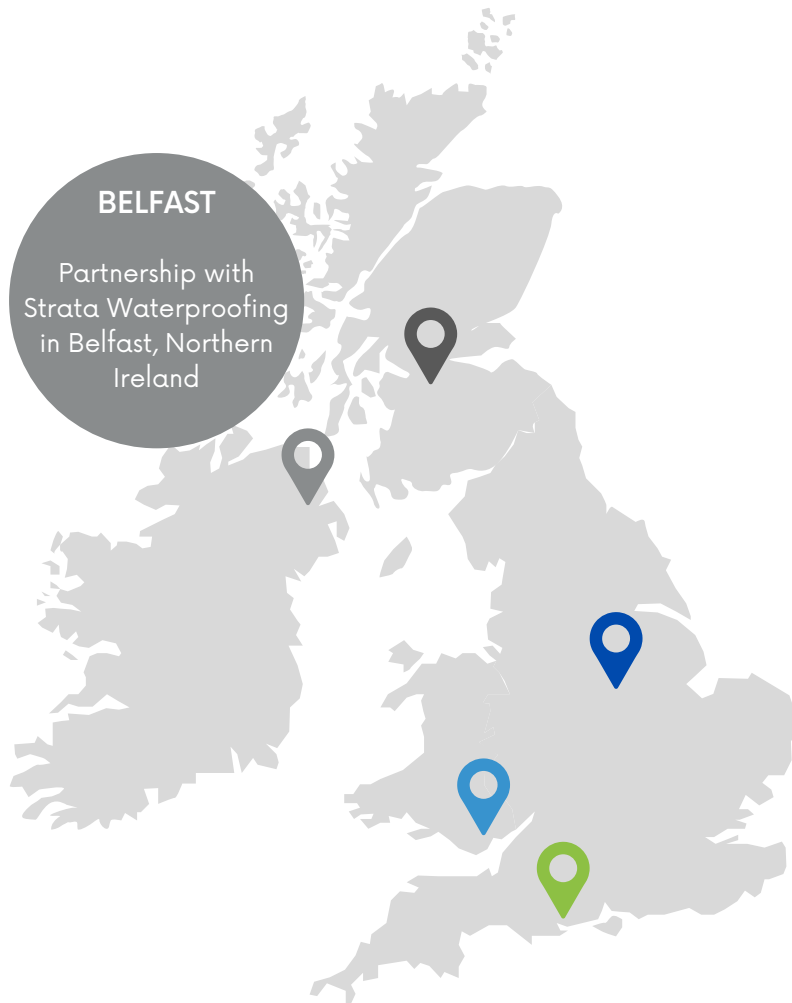 BELFAST
Partnership with
Strata Waterproofing
in Belfast, Northern
Ireland